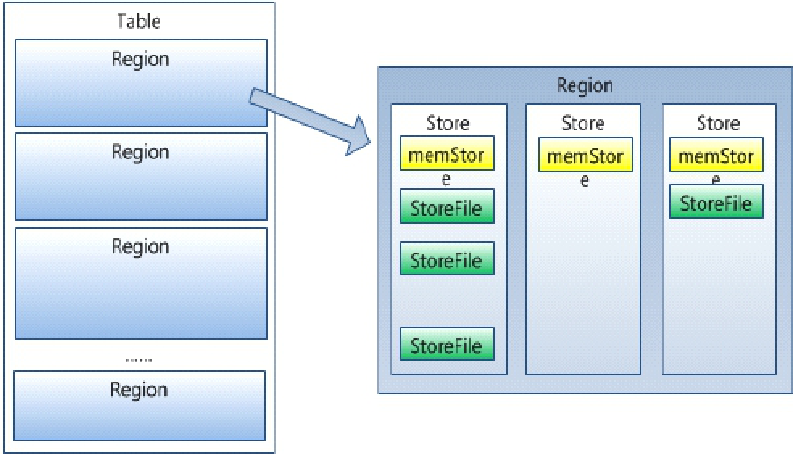 Table
Region
Region
Region
......
Region
Region
Store
memStor
e
StoreFile
StoreFile
StoreFile
Store
memStor
e
Store
memStor
e
StoreFile